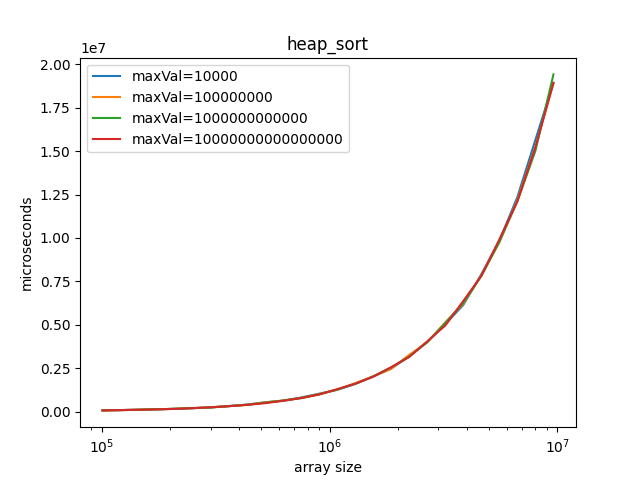 heap_sort
1e7
maxVal=10000
maxVal=100000000
maxVal=1000000000000
maxVal=10000000000000000
2.00
1.75
1.50
1.25
1.00
0.75
0.50
0.25
0.00
microseconds
10^5
10^6
10^7
array size